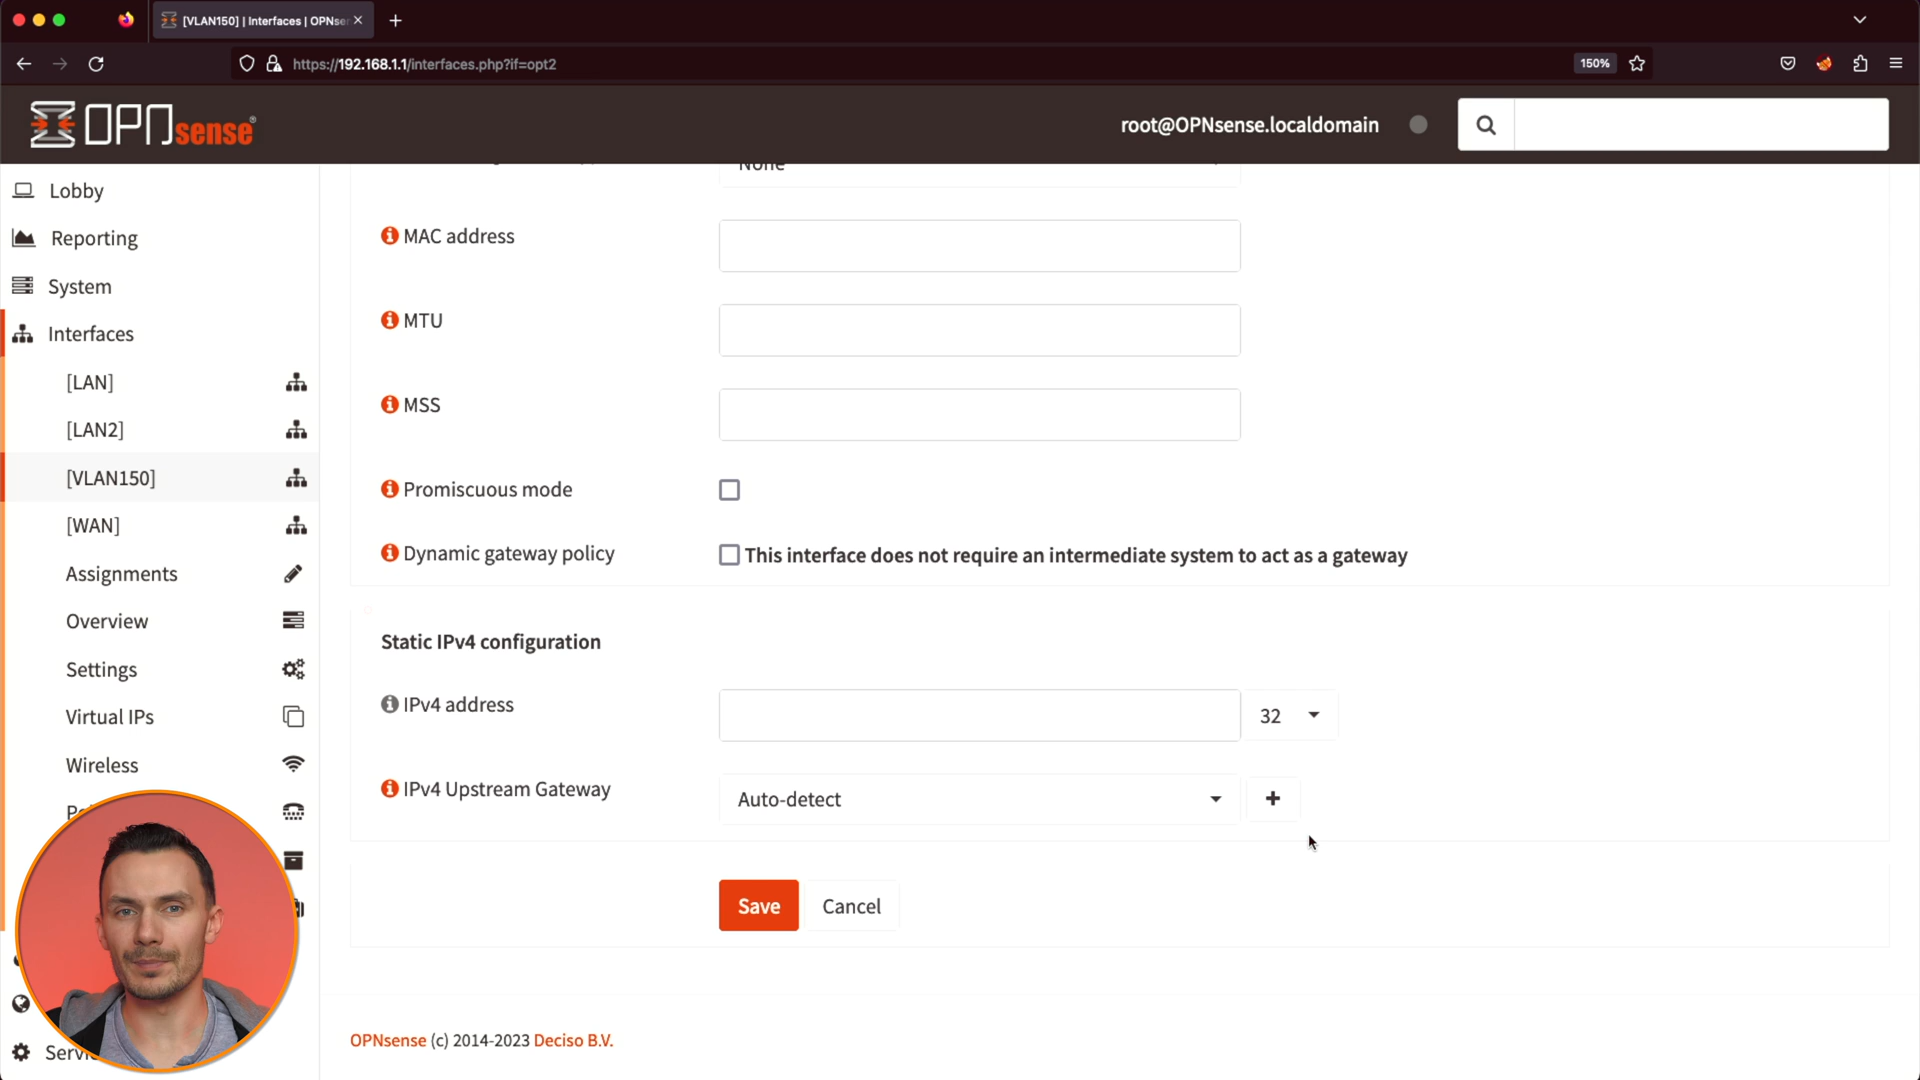 [VLAN150] | Interfaces | OPNse
https://192.168.1.1/interfaces.php?if=opt2
150%
OPNsense®
root@OPNsense.localdomain
Lobby
Reporting
System
Interfaces
[LAN]
[LAN2]
[VLAN150]
[WAN]
Assignments
Overview
Settings
Virtual IPs
Wireless
None
MAC address
MTU
MSS
Promiscuous mode
Dynamic gateway policy
This interface does not require an intermediate system to act as a gateway
Static IPv4 configuration
IPv4 address
32
IPv4 Upstream Gateway
Auto-detect
Save
Cancel
OPNsense (c) 2014-2023 Deciso B.V.